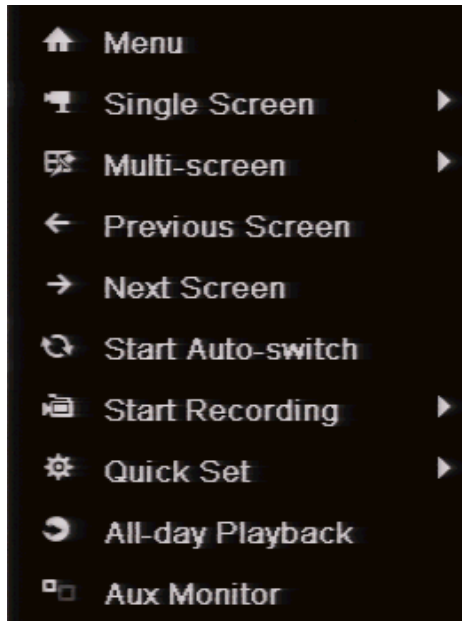 Menu
Single Screen
Multi-screen
Previous Screen
Next Screen
Start Auto-switch
Start Recording
Quick Set
All-day Playback
Aux Monitor